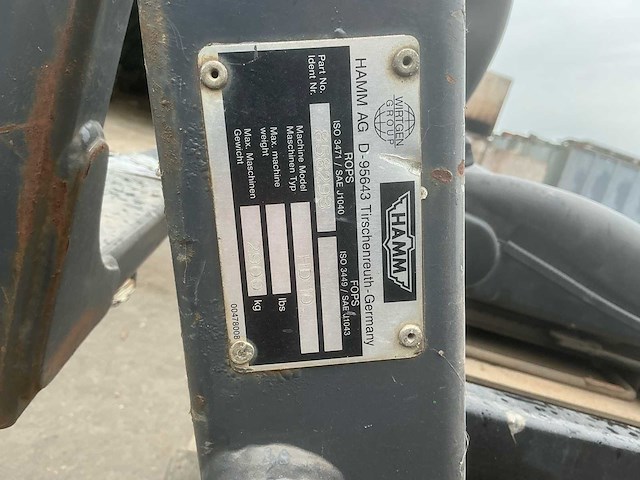 WIRTGEN
GROUP
HAMM
HAMM AG D-95643 Tirschenreuth-Germany
ROPS
ISO 3471 / SAE J1040
FOPS
ISO 3449 / SAE J1043
Part No.
Ident Nr.
Machine Model
Maschinen Typ
Max. machine
weight
lbs
Max. Maschinen
Gewicht
kg
00478008